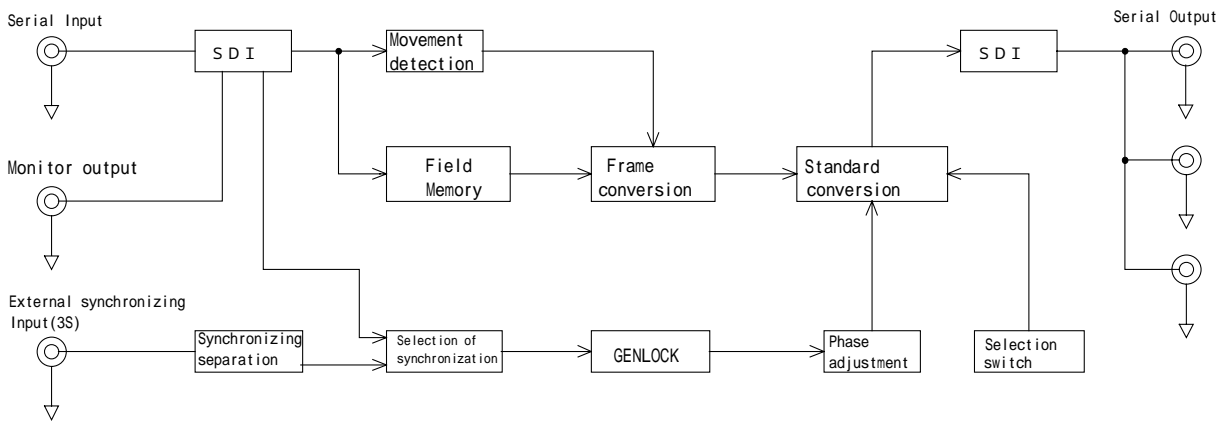 Serial Input
Serial Output
SDI
Movement
detection
SDI
Monitor output
Field
Memory
Frame
conversion
Standard
conversion
External synchronizing
Input(3S)
Synchronizing
separation
Selection of
synchronization
GENLOCK
Phase
adjustment
Selection
switch